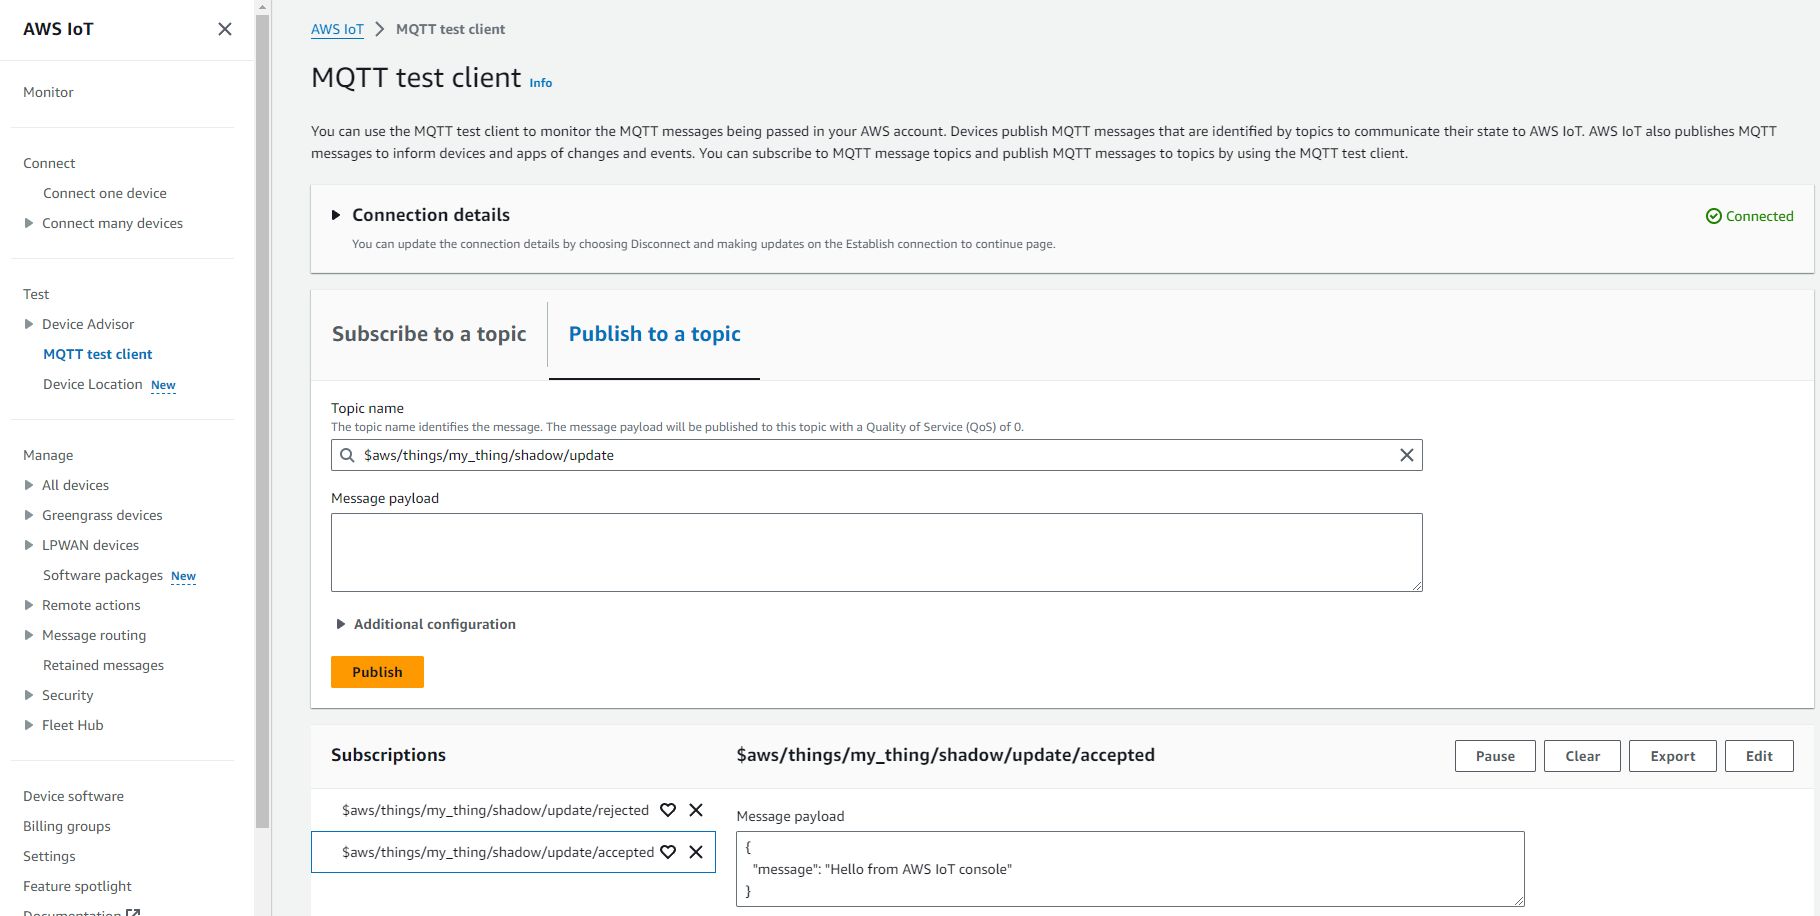 AWS IoT
Monitor
Connect
Connect one device
Connect many devices
Test
Device Advisor
MQTT test client
Device Location New
Manage
All devices
Greengrass devices
LPWAN devices
Software packages New
Remote actions
Message routing
Retained messages
Security
Fleet Hub
Device software
Billing groups
Settings
Feature spotlight
Documentation
AWS IoT > MQTT test client
MQTT test client Info
You can use the MQTT test client to monitor the MQTT messages being passed in your AWS account. Devices publish MQTT messages that are identified by topics to communicate their state to AWS IoT. AWS IoT also publishes MQTT
messages to inform devices and apps of changes and events. You can subscribe to MQTT message topics and publish MQTT messages to topics by using the MQTT test client.
Connection details
Connected
You can update the connection details by choosing Disconnect and making updates on the Establish connection to continue page.
Subscribe to a topic
Publish to a topic
Topic name
The topic name identifies the message. The message payload will be published to this topic with a Quality of Service (QoS) of 0.
$aws/things/my_thing/shadow/update
Message payload
Additional configuration
Publish
Subscriptions
$aws/things/my_thing/shadow/update/rejected
$aws/things/my_thing/shadow/update/accepted
$aws/things/my_thing/shadow/update/accepted
Pause
Clear
Export
Edit
Message payload
{
"message": "Hello from AWS IoT console"
}